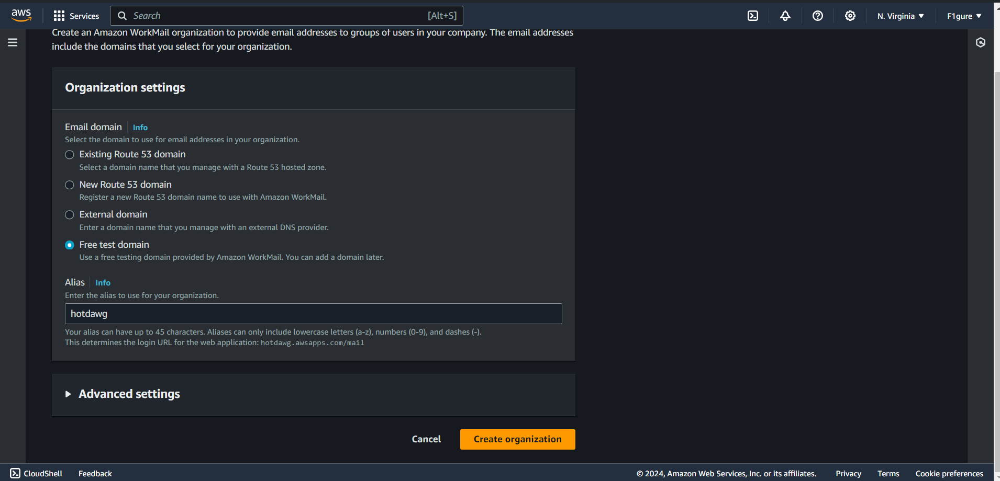 aws
Services
Search
[Alt+S]
N. Virginia
F1gure
Create an Amazon WorkMail organization to provide email addresses to groups of users in your company. The email addresses
include the domains that you select for your organization.
Organization settings
Email domain
Info
Select the domain to use for email addresses in your organization.
Existing Route 53 domain
Select a domain name that you manage with a Route 53 hosted zone.
New Route 53 domain
Register a new Route 53 domain name to use with Amazon WorkMail.
External domain
Enter a domain name that you manage with an external DNS provider.
Free test domain
Use a free testing domain provided by Amazon WorkMail. You can add a domain later.
Alias
Info
Enter the alias to use for your organization.
hotdawg
Your alias can have up to 45 characters. Aliases can only include lowercase letters (a-z), numbers (0-9), and dashes (-).
This determines the login URL for the web application: hotdawg.awsapps.com/mail
Advanced settings
Cancel
Create organization
CloudShell
Feedback
© 2024, Amazon Web Services, Inc. or its affiliates.
Privacy
Terms
Cookie preferences